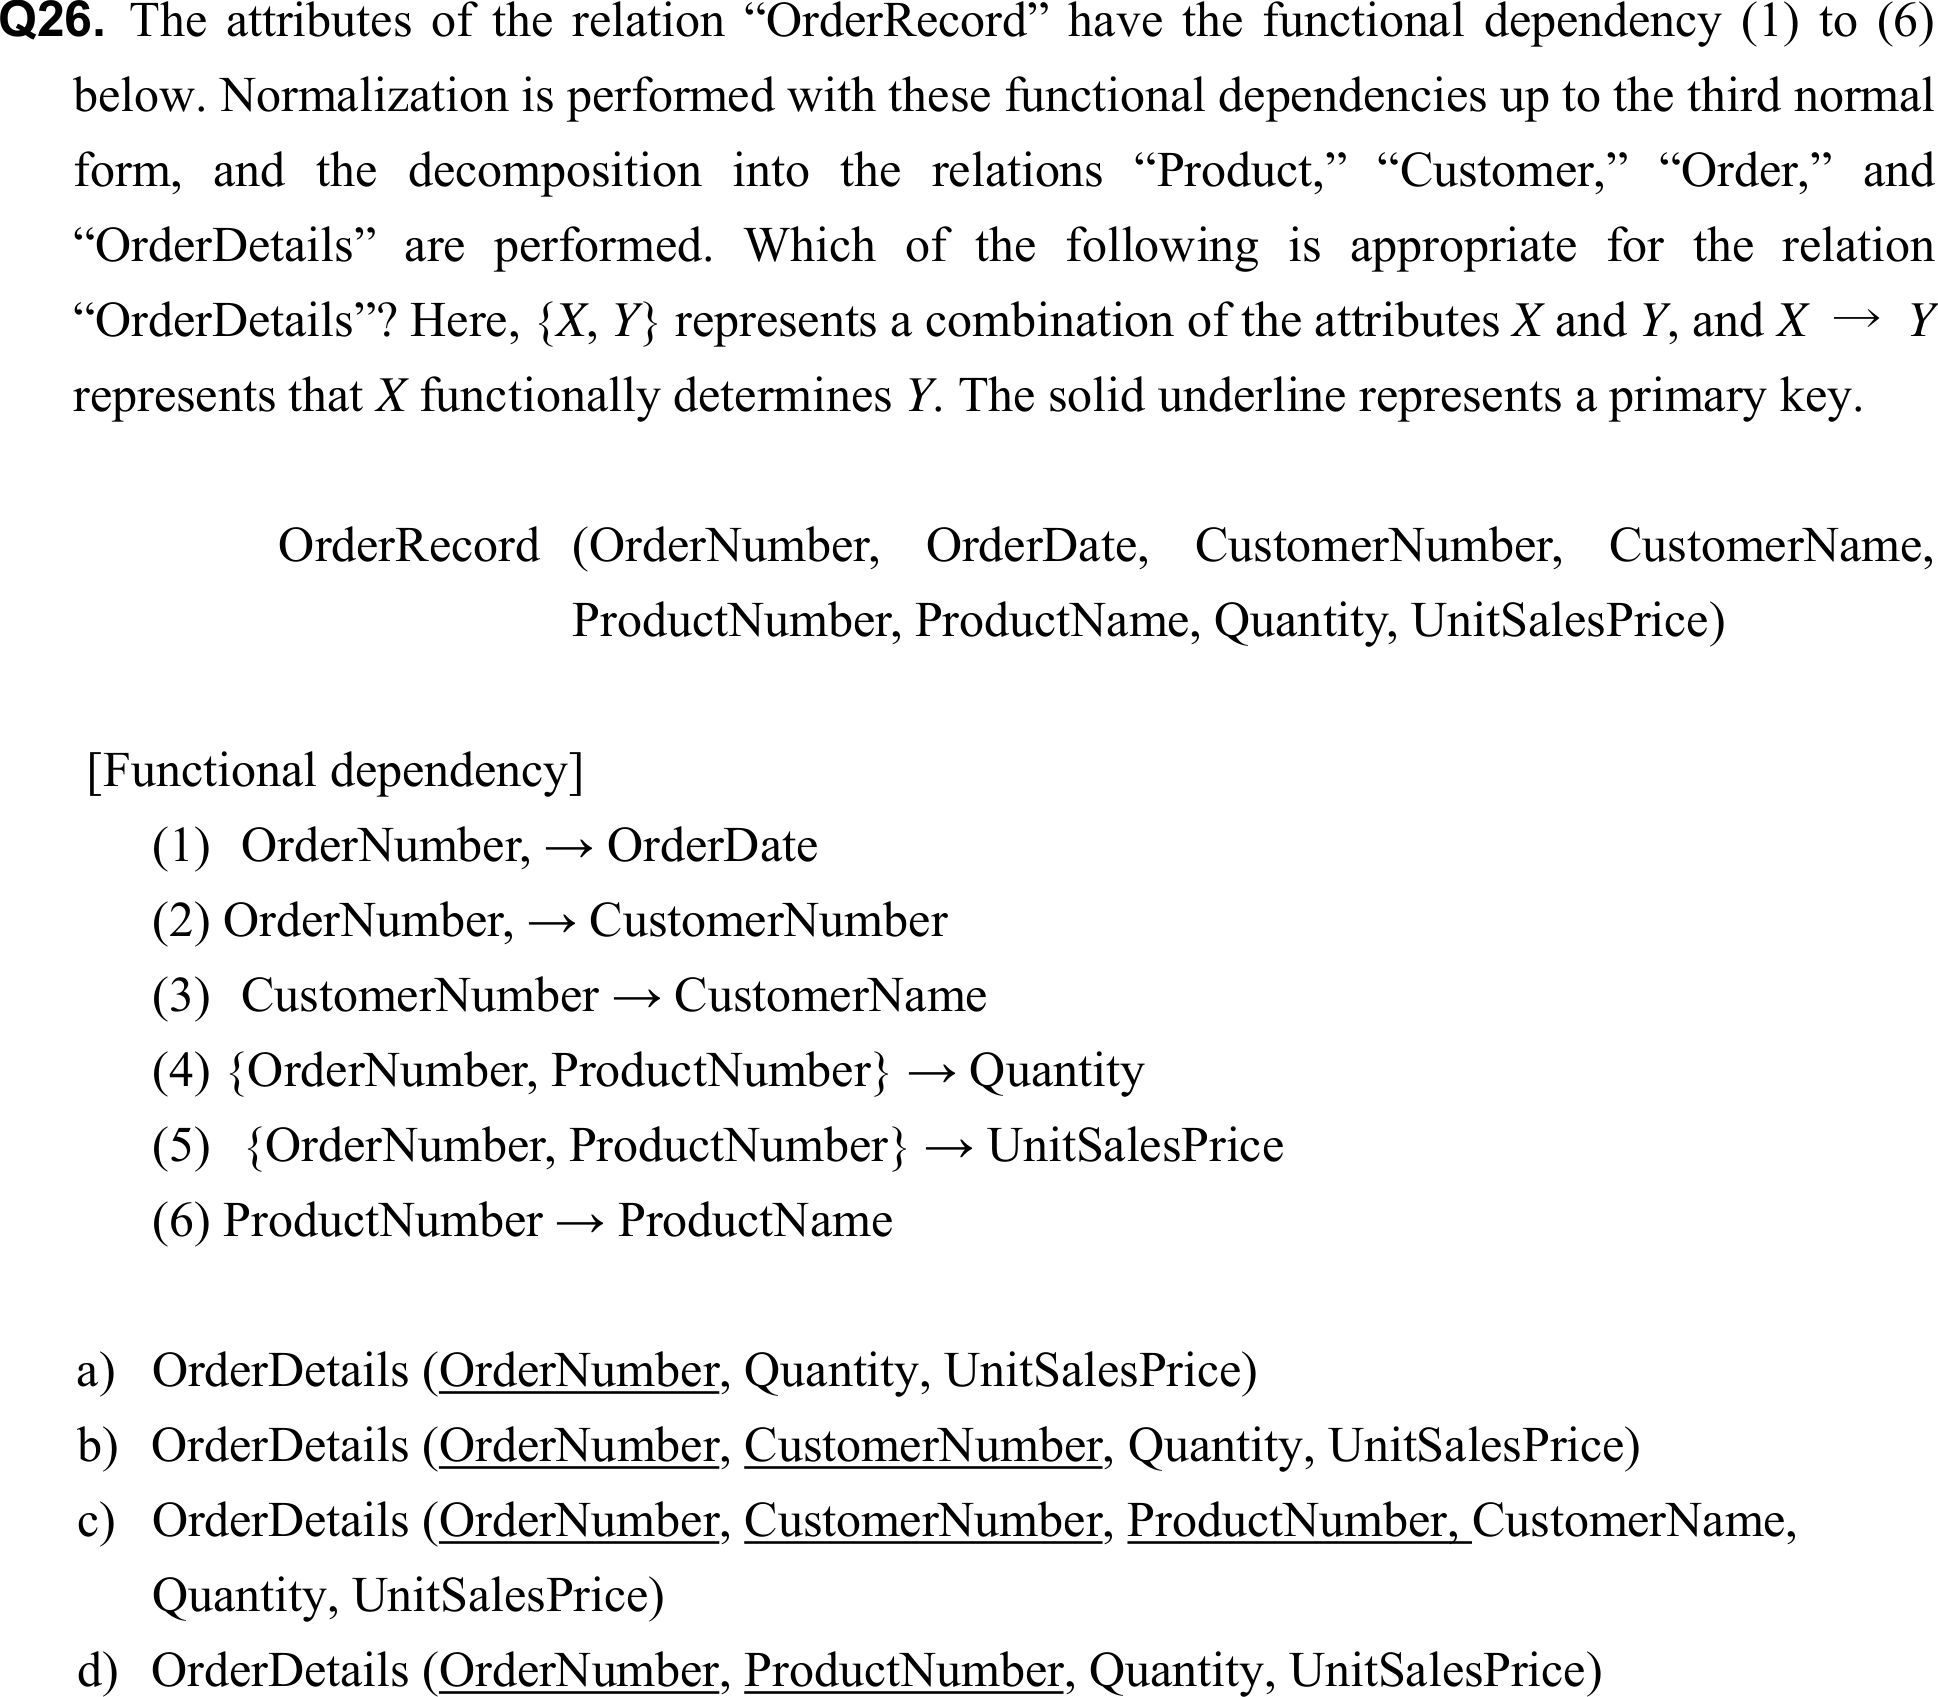 Q26. The attributes of the relation “OrderRecord” have the functional dependency (1) to (6)
below. Normalization is performed with these functional dependencies up to the third normal
form, and the decomposition into the relations “Product,” “Customer,” “Order,” and
“OrderDetails” are performed. Which of the following is appropriate for the relation
“OrderDetails”? Here, {X, Y} represents a combination of the attributes X and Y, and X → Y
represents that X functionally determines Y. The solid underline represents a primary key.
OrderRecord (OrderNumber, OrderDate, CustomerNumber, CustomerName,
ProductNumber, ProductName, Quantity, UnitSalesPrice)
[Functional dependency]
(1) OrderNumber, → OrderDate
(2) OrderNumber, → CustomerNumber
(3) CustomerNumber → CustomerName
(4) {OrderNumber, ProductNumber} → Quantity
(5) {OrderNumber, ProductNumber} → UnitSalesPrice
(6) ProductNumber → ProductName
a) OrderDetails (OrderNumber, Quantity, UnitSalesPrice)
b) OrderDetails (OrderNumber, CustomerNumber, Quantity, UnitSalesPrice)
c) OrderDetails (OrderNumber, CustomerNumber, ProductNumber, CustomerName,
Quantity, UnitSalesPrice)
d) OrderDetails (OrderNumber, ProductNumber, Quantity, UnitSalesPrice)